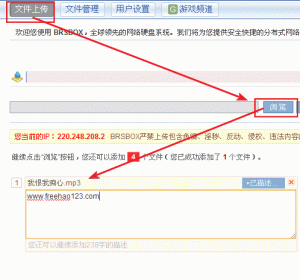 文件上传 文件管理 用户设置 G 游戏频道
欢迎您使用 BRSBOX，全球领先的网络硬盘系统。我们将为您提供安全快捷的分布式网络
浏览
您当前的IP：220.248.208.2 BRSBOX严禁上传包含色情、淫秽、反动、侵权、违法内容
继续点击"浏览"按钮，您还可以添加 4 个文件（您已成功添加了 1 个文件）。
1 我恨我痴心.mp3 +已描述...
www.freehao123.com
您还可以继续添加238字的描述